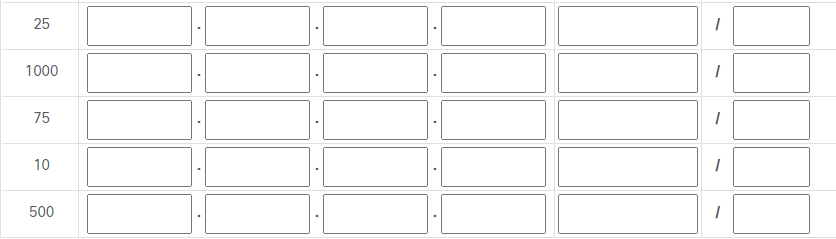 25 . . . /
1000 . . . /
75 . . . /
10 . . . /
500 . . . /